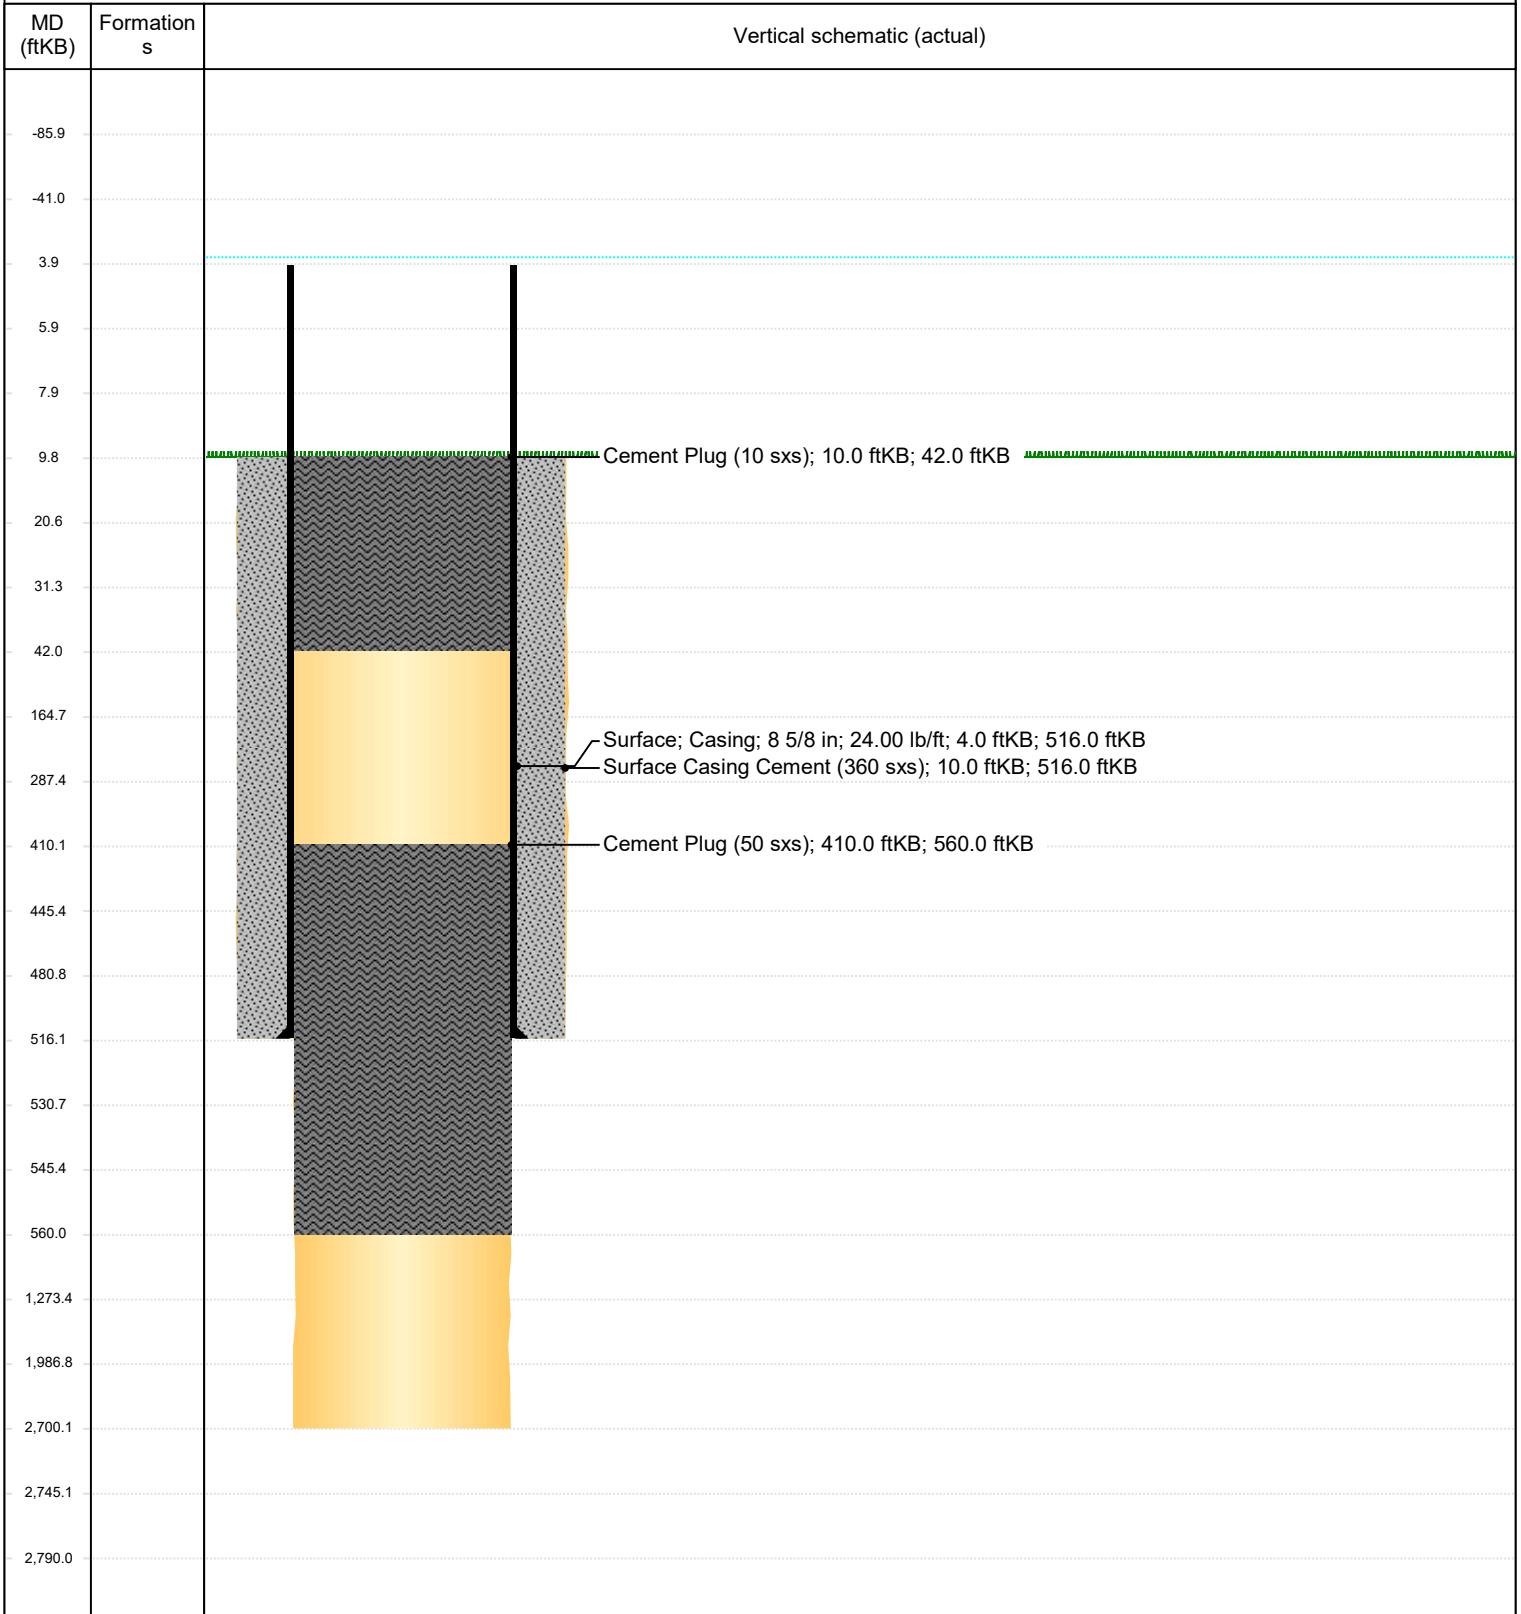 MD
(ftKB)
Formation
s
Vertical schematic (actual)
-85.9
-41.0
3.9
5.9
7.9
9.8
Cement Plug (10 sxs); 10.0 ftKB; 42.0 ftKB
20.6
31.3
42.0
164.7
Surface; Casing; 8 5/8 in; 24.00 lb/ft; 4.0 ftKB; 516.0 ftKB
Surface Casing Cement (360 sxs); 10.0 ftKB; 516.0 ftKB
287.4
410.1
Cement Plug (50 sxs); 410.0 ftKB; 560.0 ftKB
445.4
480.8
516.1
530.7
545.4
560.0
1,273.4
1,986.8
2,700.1
2,745.1
2,790.0